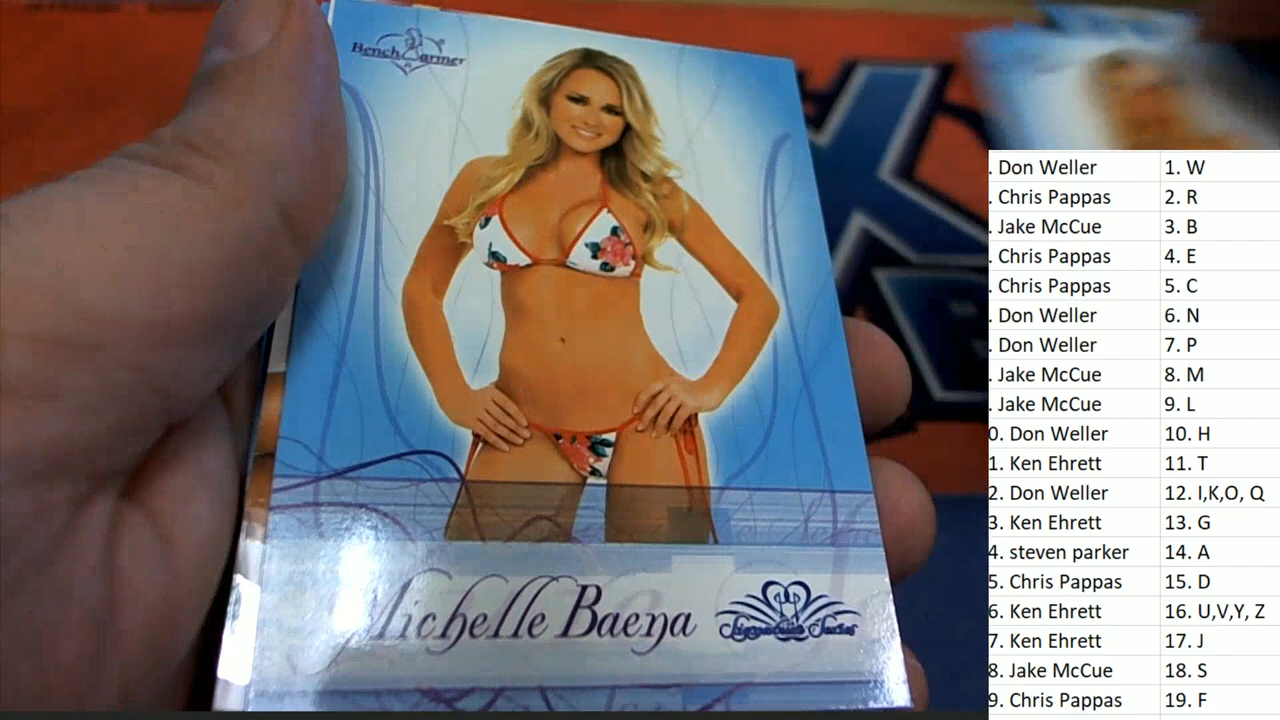 BenchWarmer
Michelle Baena
Signature Series
. Don Weller 1. W
. Chris Pappas 2. R
. Jake McCue 3. B
. Chris Pappas 4. E
. Chris Pappas 5. C
. Don Weller 6. N
. Don Weller 7. P
. Jake McCue 8. M
. Jake McCue 9. L
0. Don Weller 10. H
1. Ken Ehrett 11. T
2. Don Weller 12. I,K,O, Q
3. Ken Ehrett 13. G
4. steven parker 14. A
5. Chris Pappas 15. D
6. Ken Ehrett 16. U,V,Y, Z
7. Ken Ehrett 17. J
8. Jake McCue 18. S
9. Chris Pappas 19. F